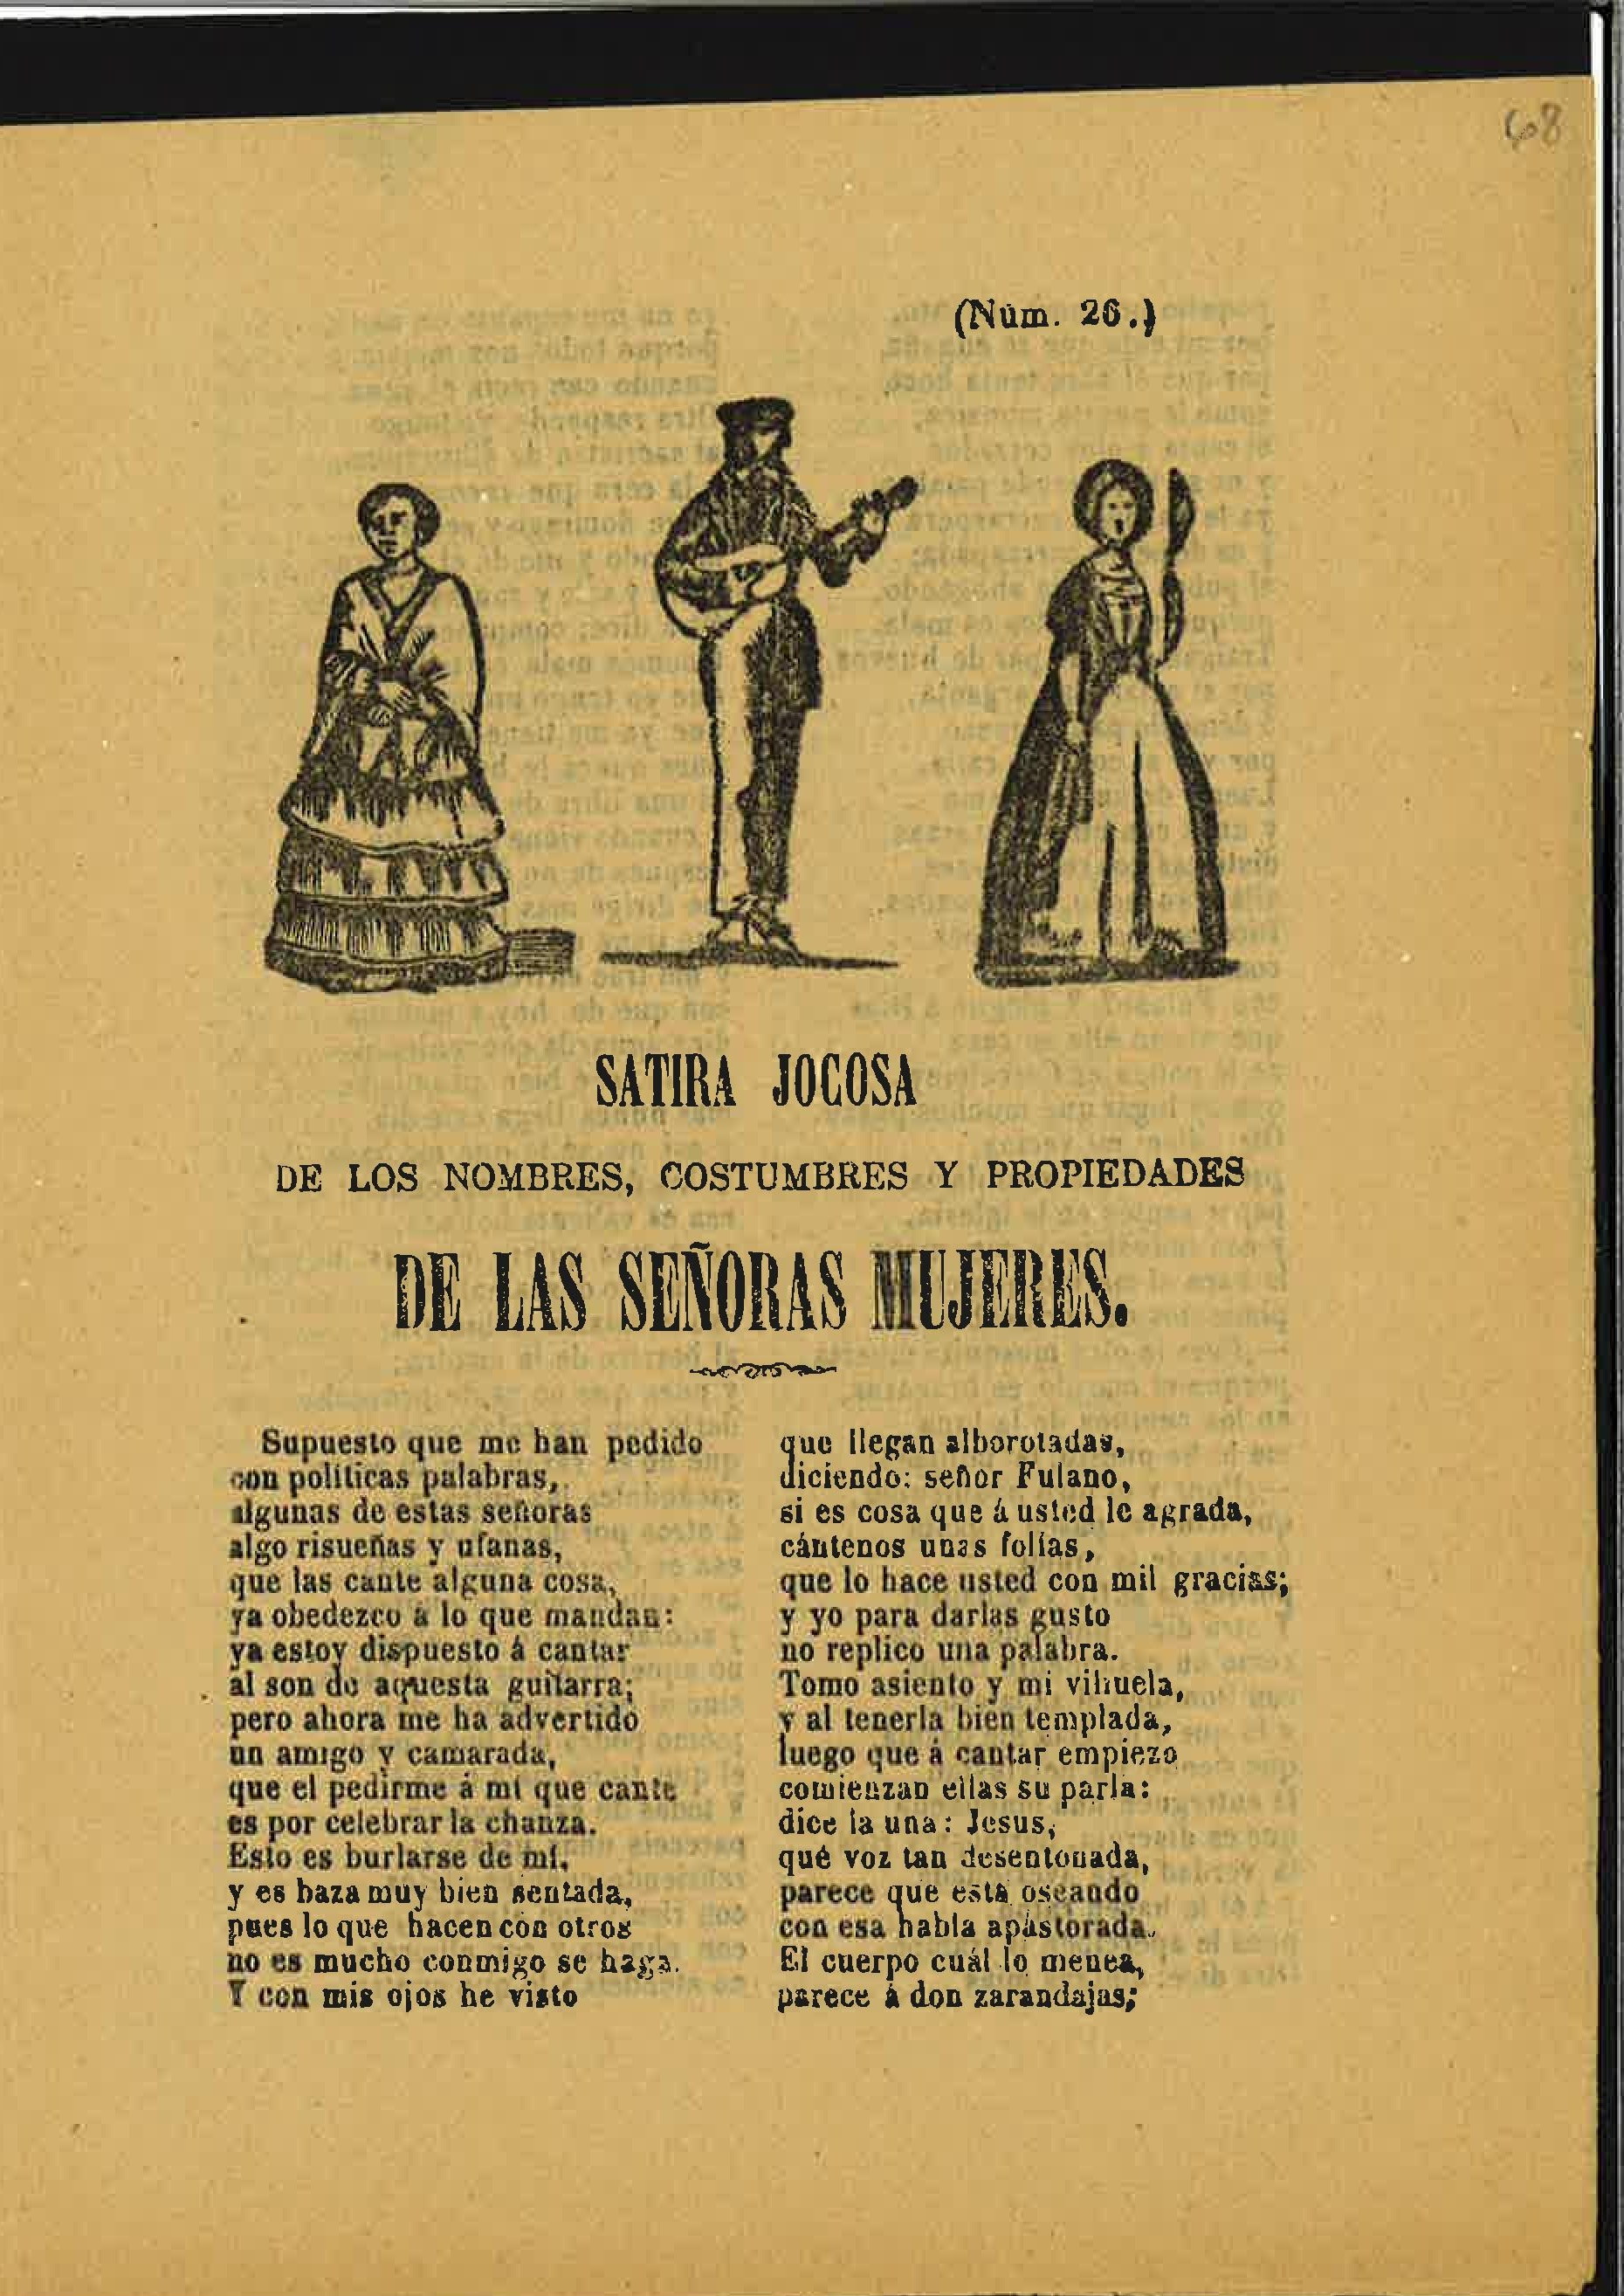 68
(Núm. 26.)
SATIRA JOCOSA
DE LOS NOMBRES, COSTUMBRES Y PROPIEDADES
DE LAS SEÑORAS MUJERES.
Supuesto que me han pedido
con políticas palabras,
algunas de estas señoras
algo risueñas y ufanas,
que las cante alguna cosa,
ya obedezco á lo que mandan:
ya estoy dispuesto á cantar
al son de aquesta guitarra;
pero ahora me ha advertido
un amigo y camarada,
que el pedirme á mí que cante
es por celebrar la chanza.
Esto es burlarse de mí,
y es baza muy bien sentada,
pues lo que hacen con otros
no es mucho conmigo se haga.
Y con mis ojos he visto
que llegan alborotadas,
diciendo: señor Fulano,
si es cosa que á usted le agrada,
cántenos unas folías,
que lo hace usted con mil gracias;
y yo para darlas gusto
no replico una palabra.
Tomo asiento y mi vihuela,
y al tenerla bien templada,
luego que á cantar empiezo
comienzan ellas su parla:
dice la una: Jesus,
qué voz tan desentonada,
parece que está oseando
con esa habla apastorada.
El cuerpo cuál lo menea,
parece á don zarandajas;